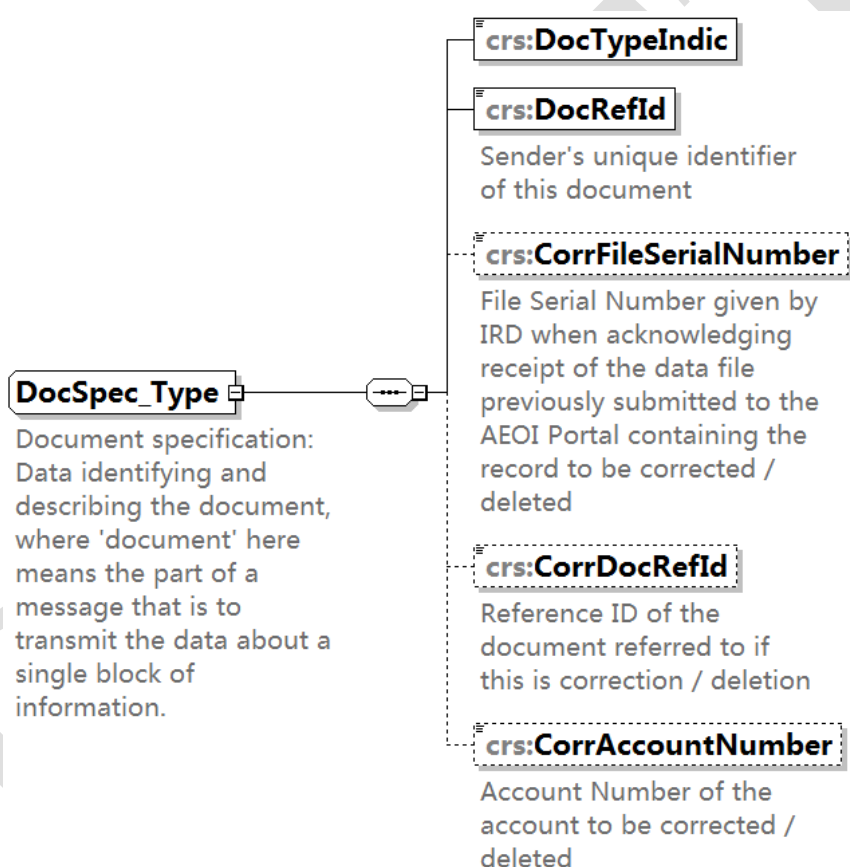 crs:DocTypeIndic
crs:DocRefId
Sender's unique identifier
of this document
crs:CorrFileSerialNumber
File Serial Number given by
IRD when acknowledging
receipt of the data file
previously submitted to the
AEOI Portal containing the
record to be corrected /
deleted
DocSpec_Type
Document specification:
Data identifying and
describing the document,
where 'document' here
means the part of a
message that is to
transmit the data about a
single block of
information.
crs:CorrDocRefId
Reference ID of the
document referred to if
this is correction / deletion
crs:CorrAccountNumber
Account Number of the
account to be corrected /
deleted